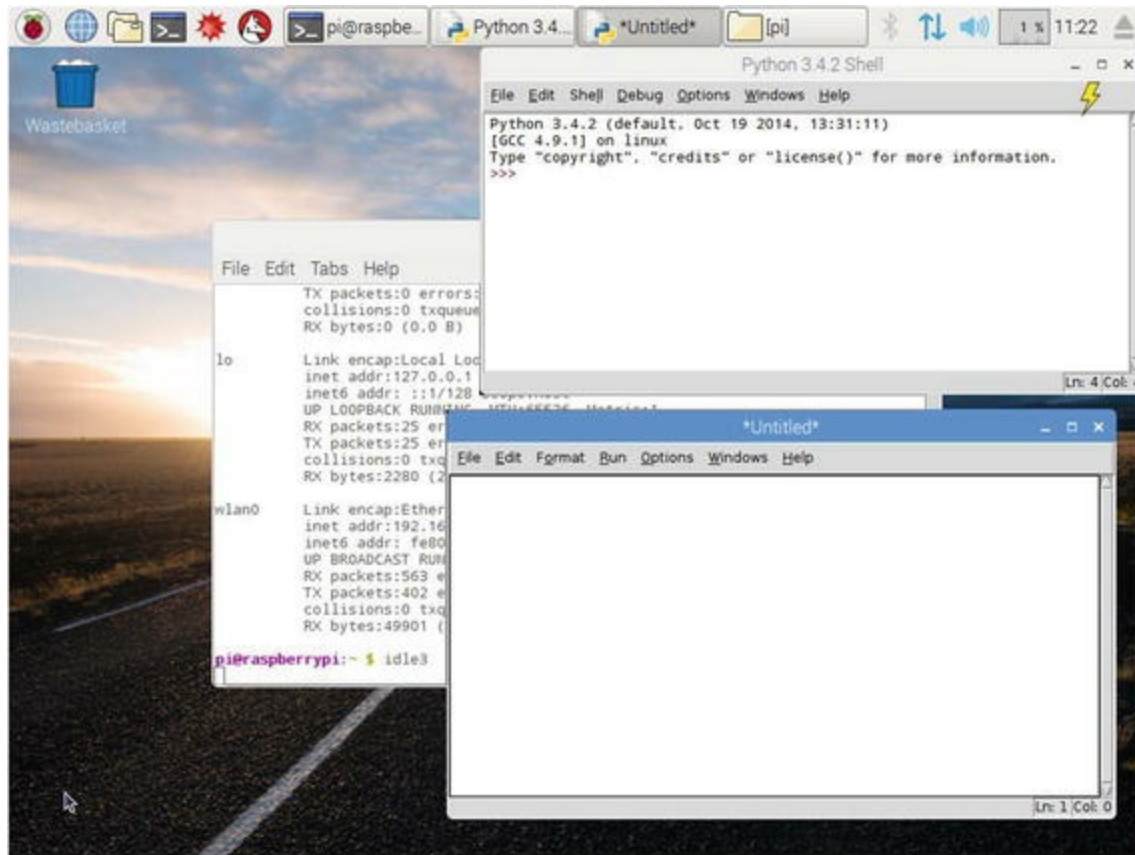 pi@raspbe... Python 3.4... *Untitled* [pi] 1 % 11:22
Wastebasket
Python 3.4.2 Shell
File Edit Shell Debug Options Windows Help
Python 3.4.2 (default, Oct 19 2014, 13:31:11)
[GCC 4.9.1] on linux
Type "copyright", "credits" or "license()" for more information.
>>>
Ln: 4 Col:
File Edit Tabs Help
TX packets:0 errors:
collisions:0 txqueue
RX bytes:0 (0.0 B)
lo Link encap:Local Loo
inet addr:127.0.0.1
inet6 addr: ::1/128
UP LOOPBACK RUNNING
RX packets:25 er
TX packets:25 er
collisions:0 txq
RX bytes:2280 (2
wlan0 Link encap:Ether
inet addr:192.16
inet6 addr: fe80
UP BROADCAST RUN
RX packets:563 e
TX packets:402 e
collisions:0 txq
RX bytes:49901 (
pi@raspberrypi:~ $ idle3
*Untitled*
File Edit Format Run Options Windows Help
Ln: 1 Col: 0